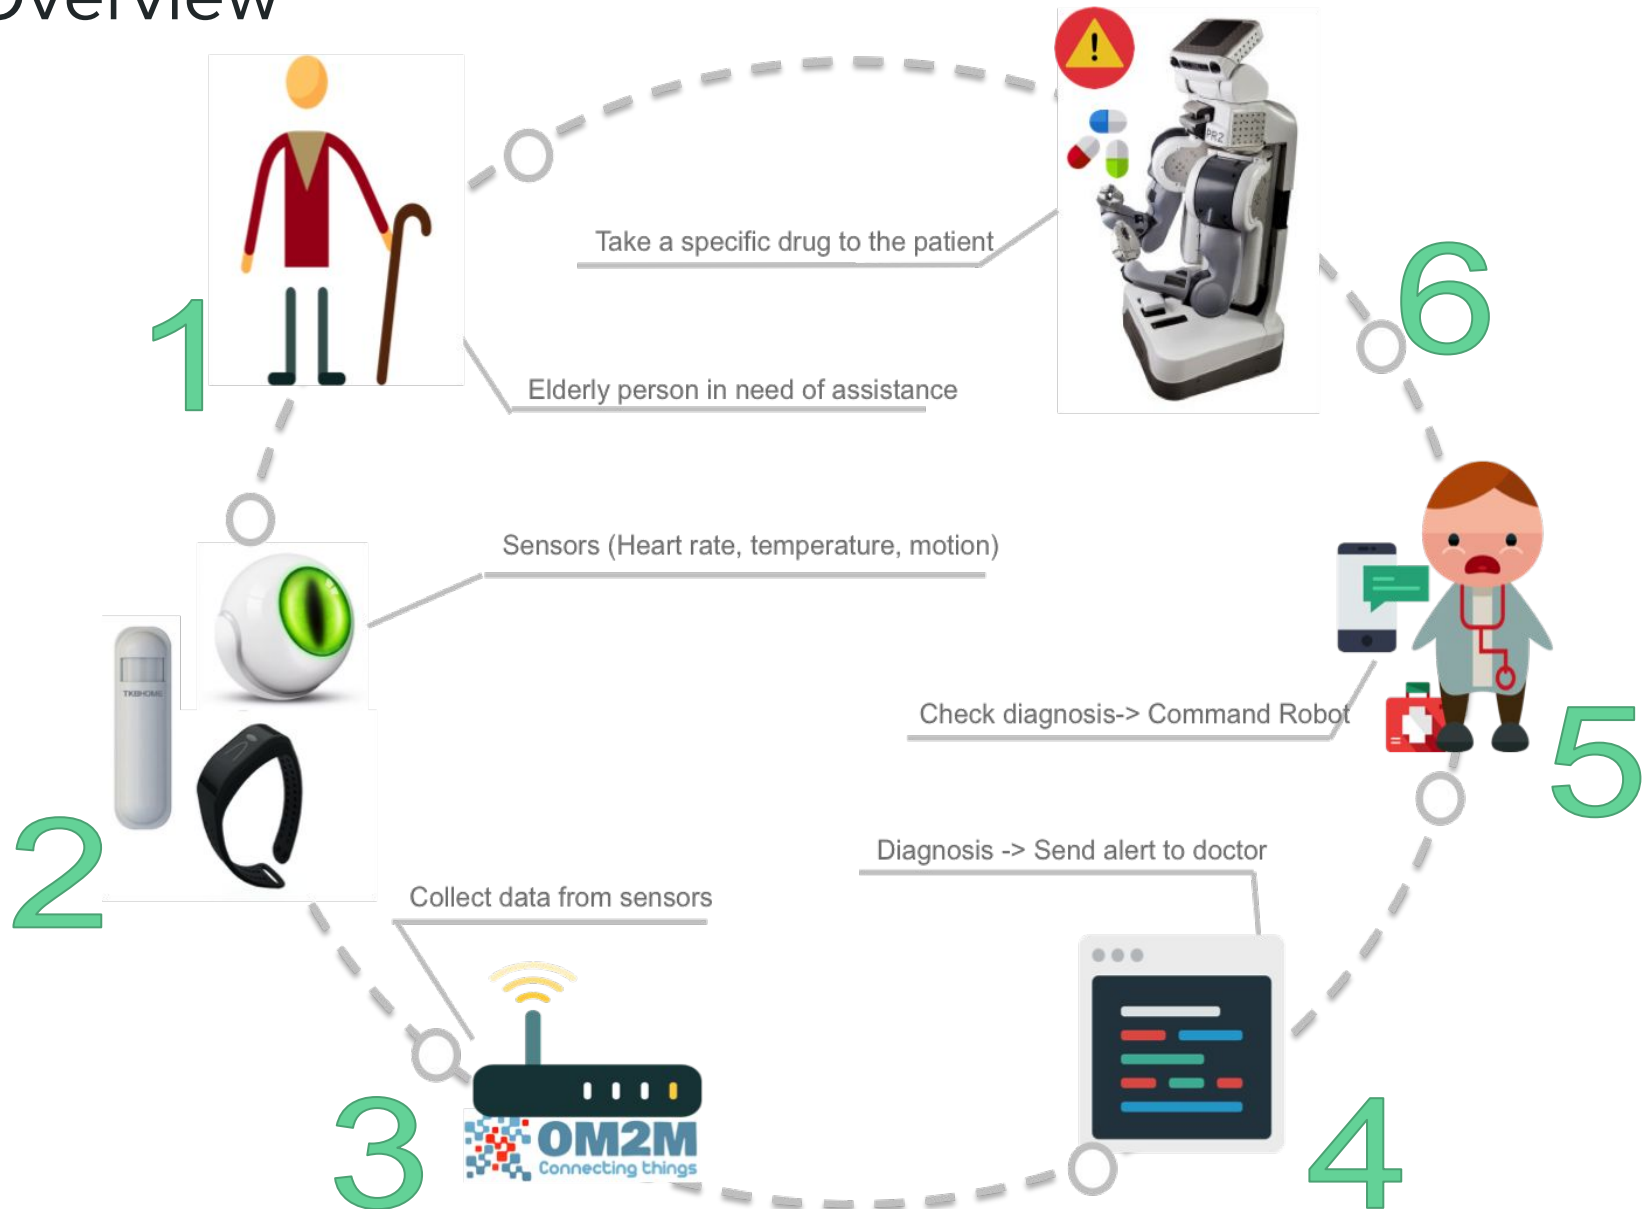 Overview
PR2
Take a specific drug to the patient
6
1
Elderly person in need of assistance
Sensors (Heart rate, temperature, motion)
TKBHOME
Check diagnosis-> Command Robot
5
2
Diagnosis -> Send alert to doctor
Collect data from sensors
3
OM2M
Connecting things
4